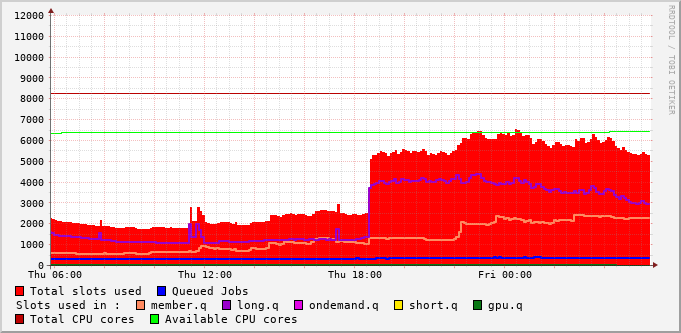 RRDTOOL / TOBI OETIKER
12000
11000
10000
9000
8000
7000
6000
5000
4000
3000
2000
1000
0
Thu 06:00 Thu 12:00 Thu 18:00 Fri 00:00
Total slots used Queued Jobs
Slots used in : member.q long.q ondemand.q short.q gpu.q
Total CPU cores Available CPU cores